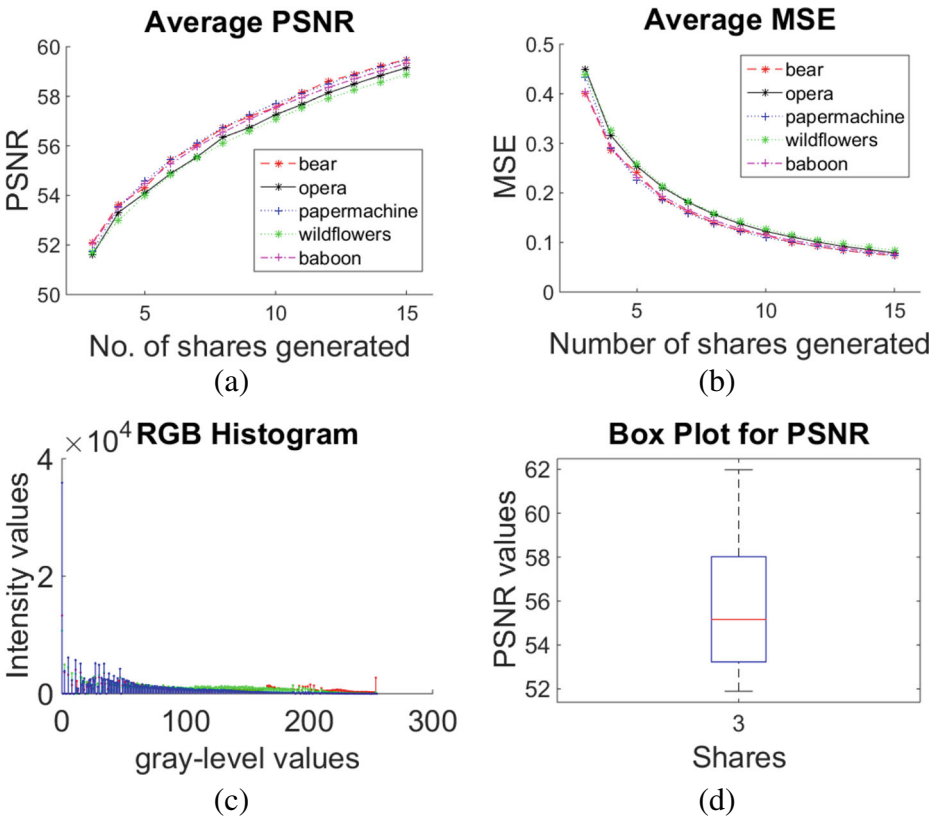 Average PSNR
PSNR
60
58
56
54
52
50
bear
opera
papermachine
wildflowers
baboon
5
10
15
No. of shares generated
(a)
Average MSE
MSE
0.5
0.4
0.3
0.2
0.1
0
bear
opera
papermachine
wildflowers
baboon
5
10
15
Number of shares generated
(b)
×10^4
RGB Histogram
Intensity values
4
2
0
0
100
200
300
gray-level values
(c)
Box Plot for PSNR
PSNR values
62
60
58
56
54
52
3
Shares
(d)